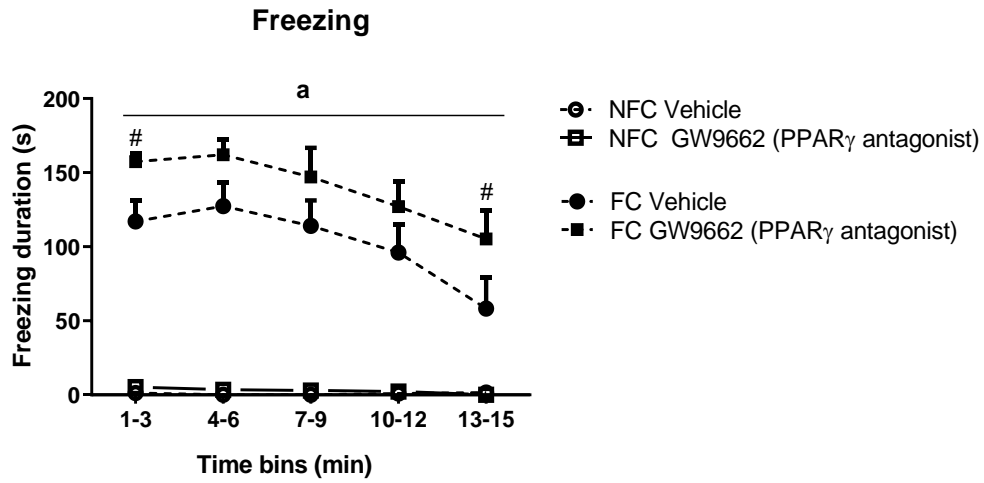 Freezing
a
200
150
100
50
0
#
#
Freezing duration (s)
1-3 4-6 7-9 10-12 13-15
Time bins (min)
NFC Vehicle
NFC GW9662 (PPARγ antagonist)
FC Vehicle
FC GW9662 (PPARγ antagonist)